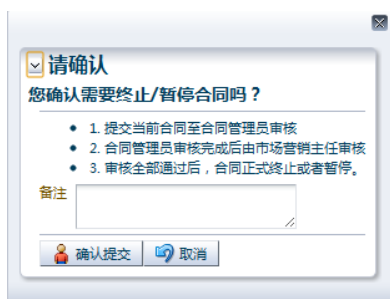 请确认
您确认需要终止/暂停合同吗？
• 1. 提交当前合同至合同管理员审核
• 2. 合同管理员审核完成后由市场营销主任审核
• 3. 审核全部通过后，合同正式终止或者暂停。
备注
确认提交 取消